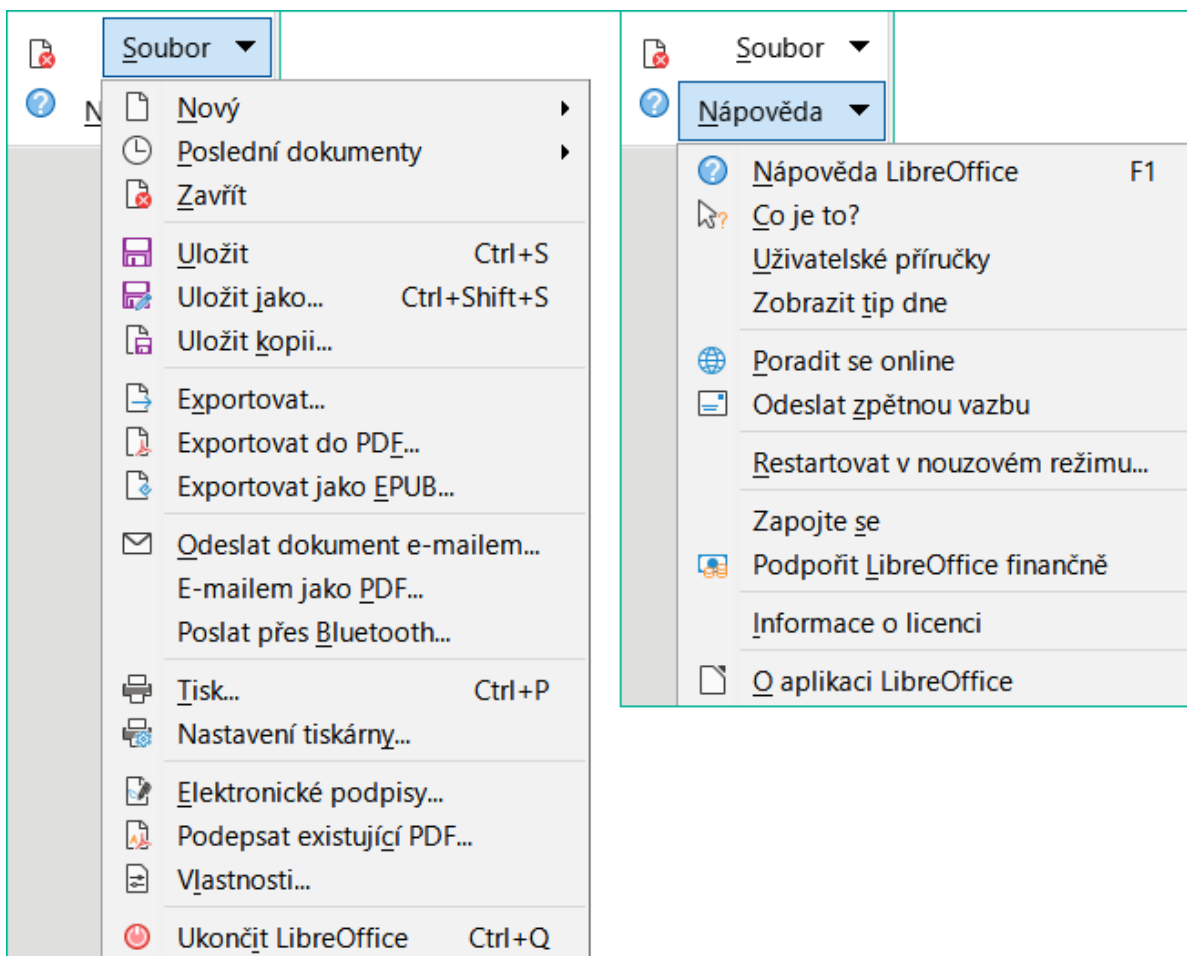 Soubor
N
Nový
Poslední dokumenty
Zavřít
Uložit Ctrl+S
Uložit jako... Ctrl+Shift+S
Uložit kopii...
Exportovat...
Exportovat do PDF...
Exportovat jako EPUB...
Odeslat dokument e-mailem...
E-mailem jako PDF...
Poslat přes Bluetooth...
Tisk... Ctrl+P
Nastavení tiskárny...
Elektronické podpisy...
Podepsat existující PDF...
Vlastnosti...
Ukončit LibreOffice Ctrl+Q
Soubor
Nápověda
Nápověda LibreOffice F1
Co je to?
Uživatelské příručky
Zobrazit tip dne
Poradit se online
Odeslat zpětnou vazbu
Restartovat v nouzovém režimu...
Zapojte se
Podpořit LibreOffice finančně
Informace o licenci
O aplikaci LibreOffice